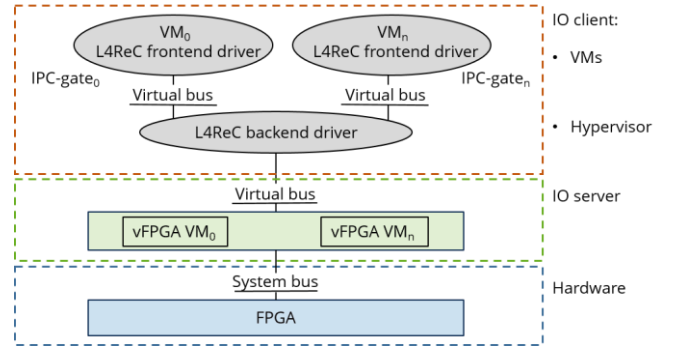 IO client:
VM₀
L4ReC frontend driver
VMₙ
L4ReC frontend driver
• VMs
IPC-gate₀
IPC-gateₙ
Virtual bus
Virtual bus
L4ReC backend driver
• Hypervisor
Virtual bus
IO server
vFPGA VM₀
vFPGA VMₙ
System bus
Hardware
FPGA